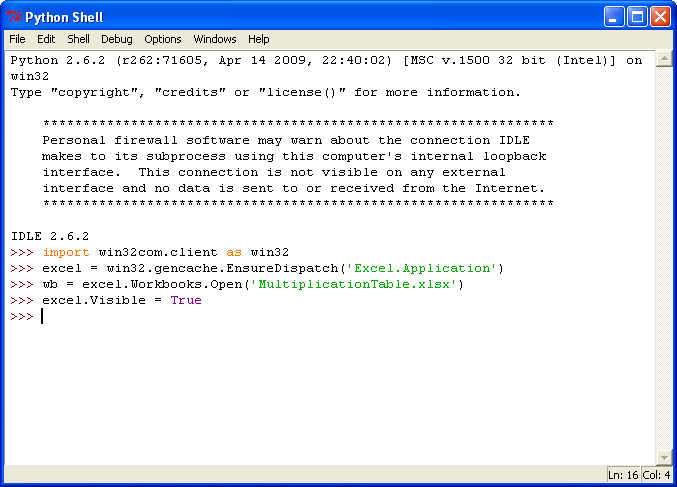 Python Shell
File Edit Shell Debug Options Windows Help
Python 2.6.2 (r262:71605, Apr 14 2009, 22:40:02) [MSC v.1500 32 bit (Intel)] on
win32
Type "copyright", "credits" or "license()" for more information.
****************************************************************
Personal firewall software may warn about the connection IDLE
makes to its subprocess using this computer's internal loopback
interface.  This connection is not visible on any external
interface and no data is sent to or received from the Internet.
****************************************************************
IDLE 2.6.2
>>> import win32com.client as win32
>>> excel = win32.gencache.EnsureDispatch('Excel.Application')
>>> wb = excel.Workbooks.Open('MultiplicationTable.xlsx')
>>> excel.Visible = True
>>>
Ln: 16 Col: 4